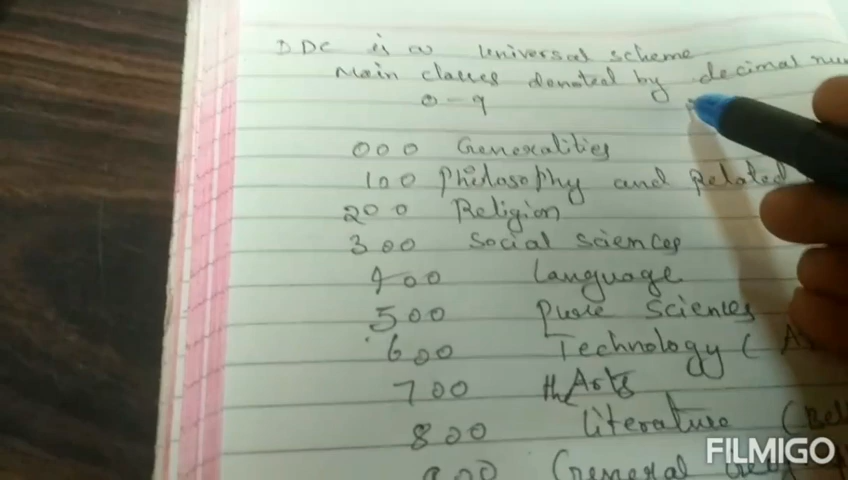 DDC is a universal scheme
Main classes denoted by decimal
0-9
000 Generalities
100 Philosophy and Related
200 Religion
300 Social sciences
400 Language
500 Pure Sciences
600 Technology (
700 the Arts
800 Literature (
900 General
FILMIGO